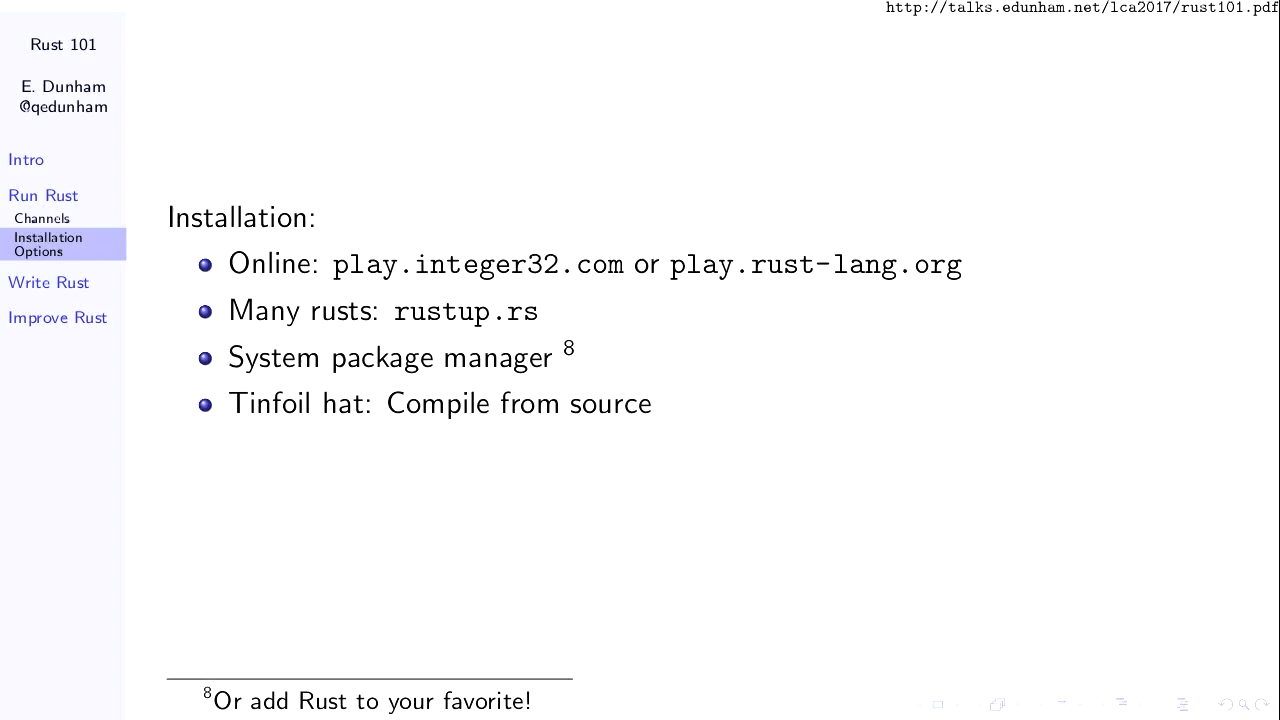 http://talks.edunham.net/lca2017/rust101.pdf
Rust 101
E. Dunham
@qedunham
Intro
Run Rust
Channels
Installation
Options
Write Rust
Improve Rust
Installation:
Online: play.integer32.com or play.rust-lang.org
Many rusts: rustup.rs
System package manager 8
Tinfoil hat: Compile from source
8Or add Rust to your favorite!